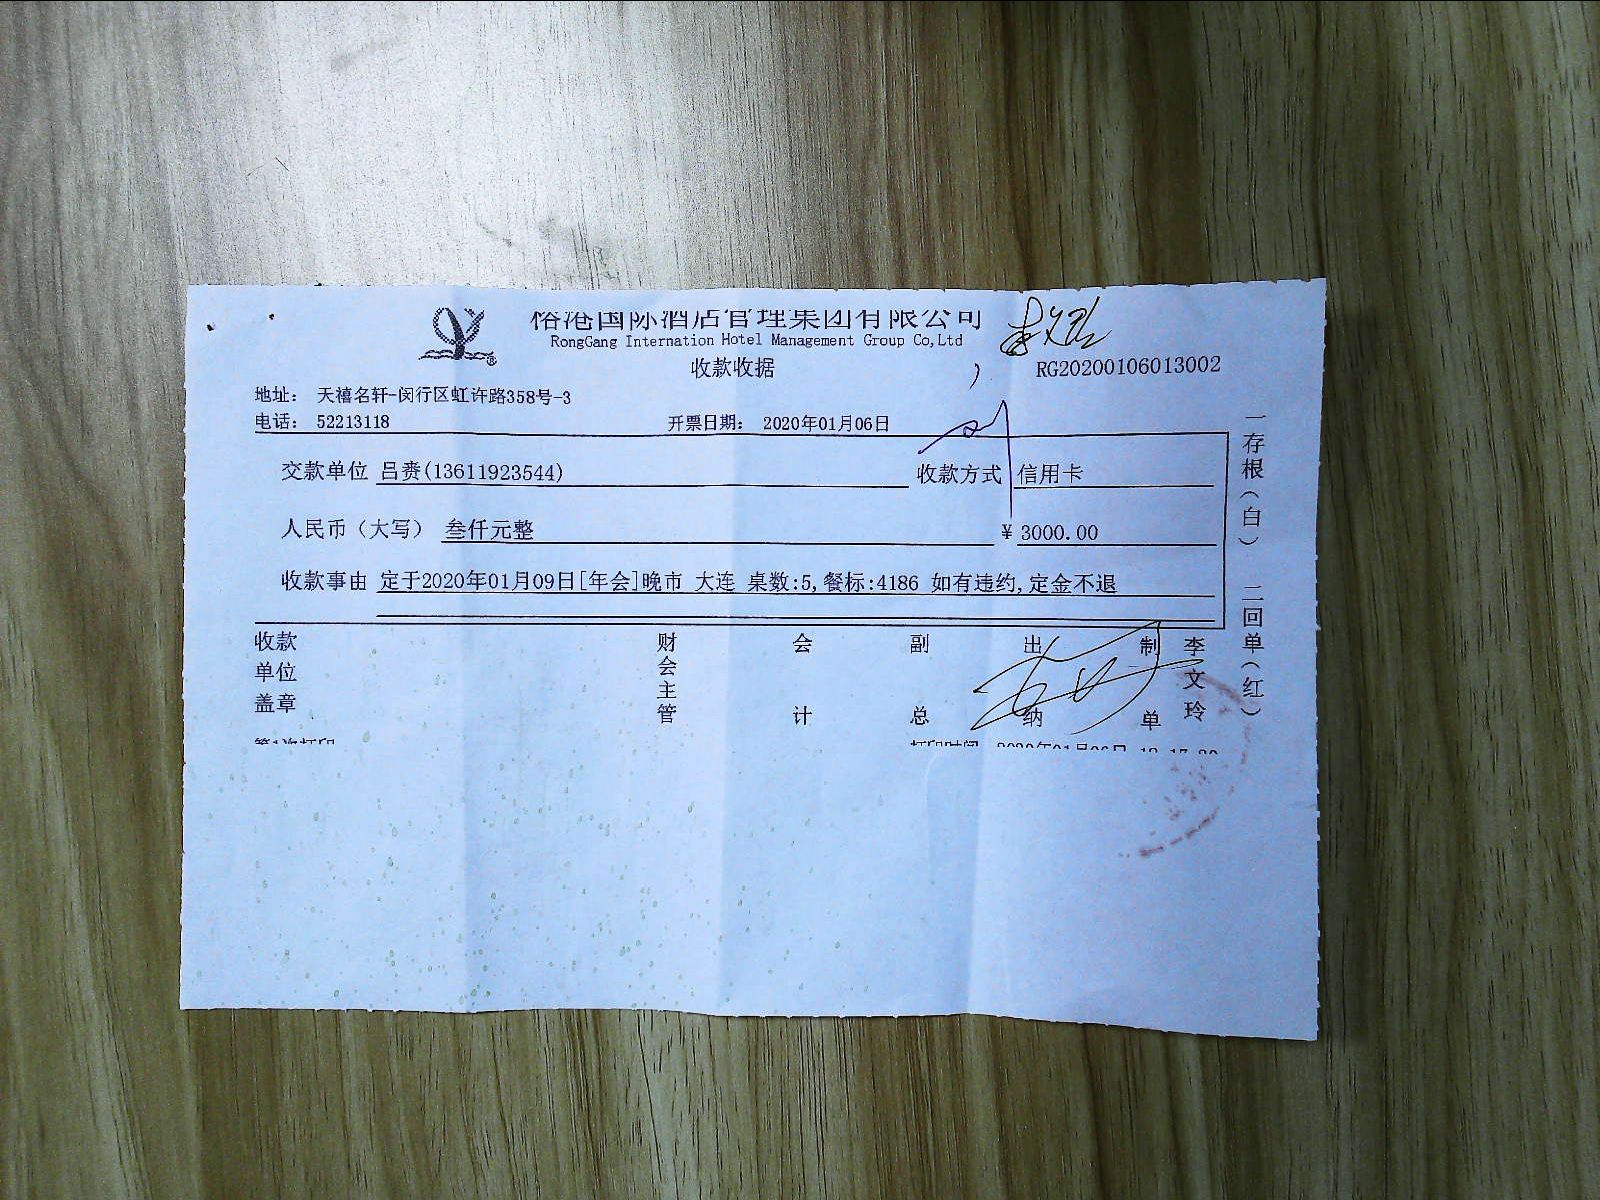 国际酒店管理集团有限公司
RongGang Internation Hotel Management Group Co,Ltd
收款收据
RG20200106013002
地址： 天禧名轩-闵行区虹许路358号-3
电话： 52213118 开票日期： 2020年01月06日
交款单位 吕赉(13611923544) 收款方式 信用卡
人民币（大写） 叁仟元整 ¥ 3000.00
收款事由 定于2020年01月09日[年会]晚市 大连 桌数:5,餐标:4186 如有违约,定金不退
收款单位盖章 财会主管 会计 副总 出纳 制单 李文玲
一存根（白） 二回单（红）